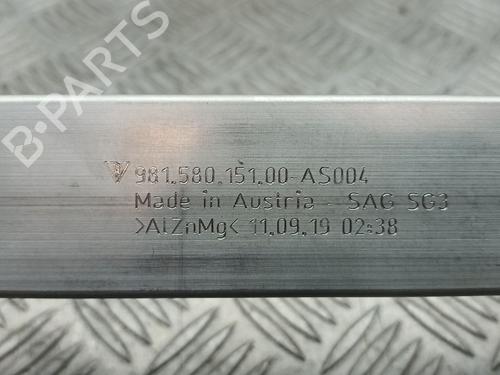 B-PARTS
981.580.151.00-AS004
Made in Austria - SAG SG3
>AlZnMg< 11.09.19 02:38